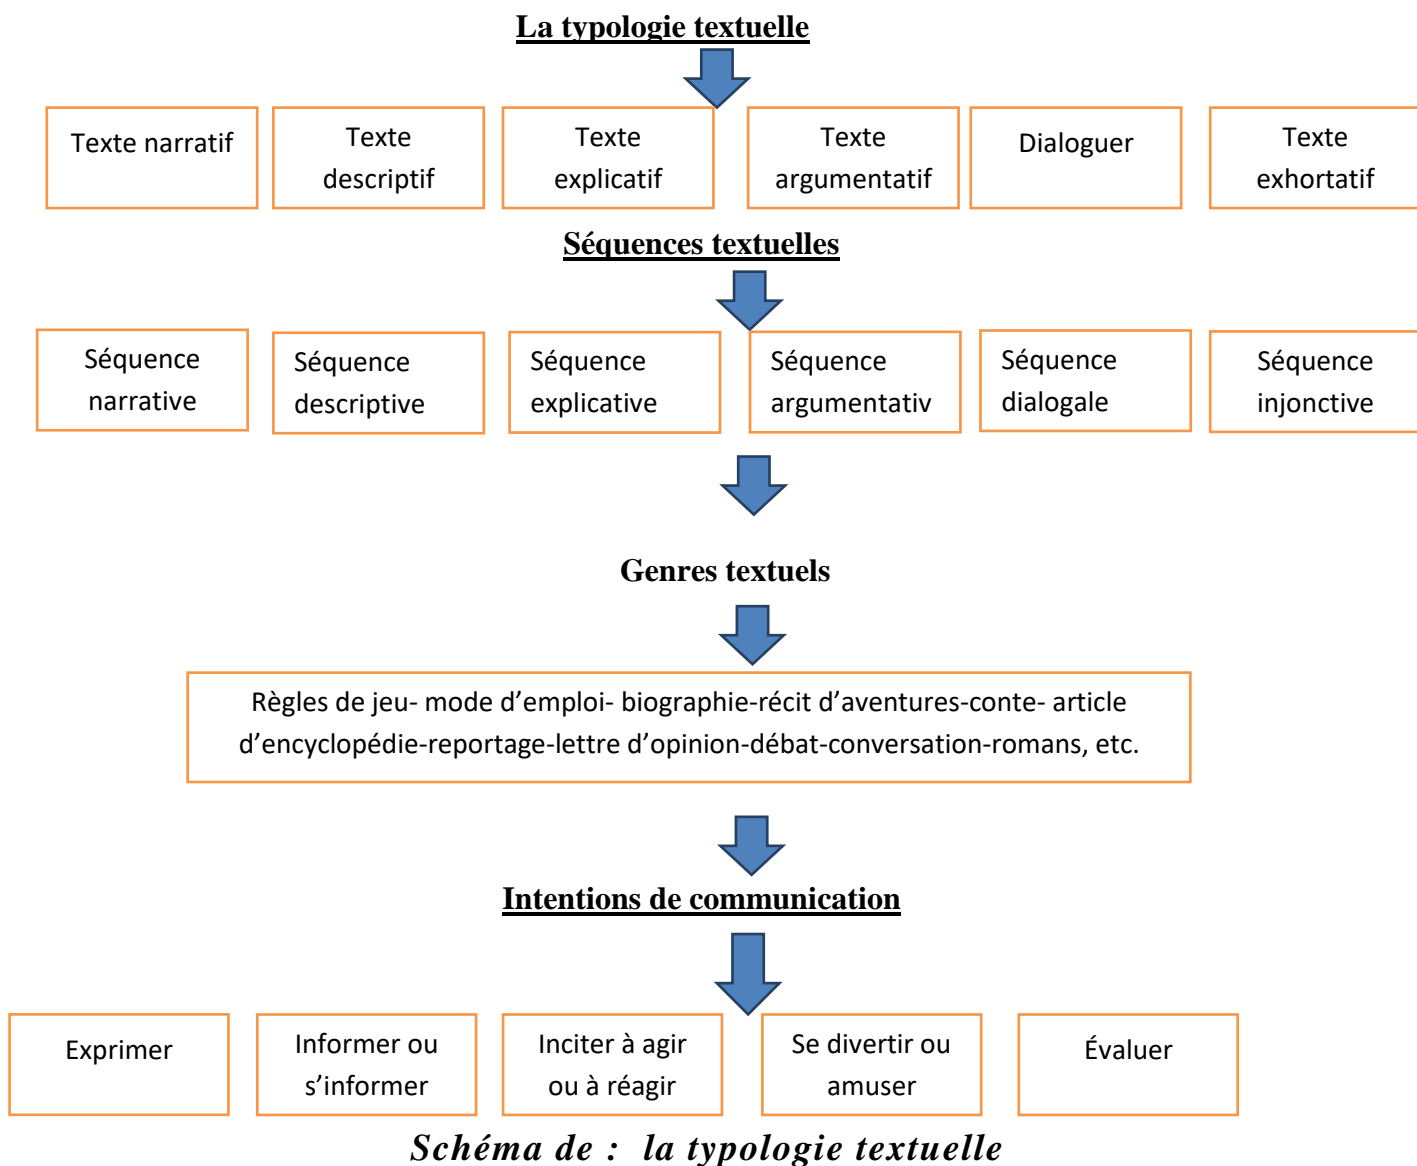 La typologie textuelle
Texte narratif
Texte
descriptif
Texte
explicatif
Texte
argumentatif
Dialoguer
Texte
exhortatif
Séquences textuelles
Séquence
narrative
Séquence
descriptive
Séquence
explicative
Séquence
argumentativ
Séquence
dialogale
Séquence
injonctive
Genres textuels
Règles de jeu- mode d’emploi- biographie-récit d’aventures-conte- article
d’encyclopédie-reportage-lettre d’opinion-débat-conversation-romans, etc.
Intentions de communication
Exprimer
Informer ou
s’informer
Inciter à agir
ou à réagir
Se divertir ou
amuser
Évaluer
Schéma de : la typologie textuelle